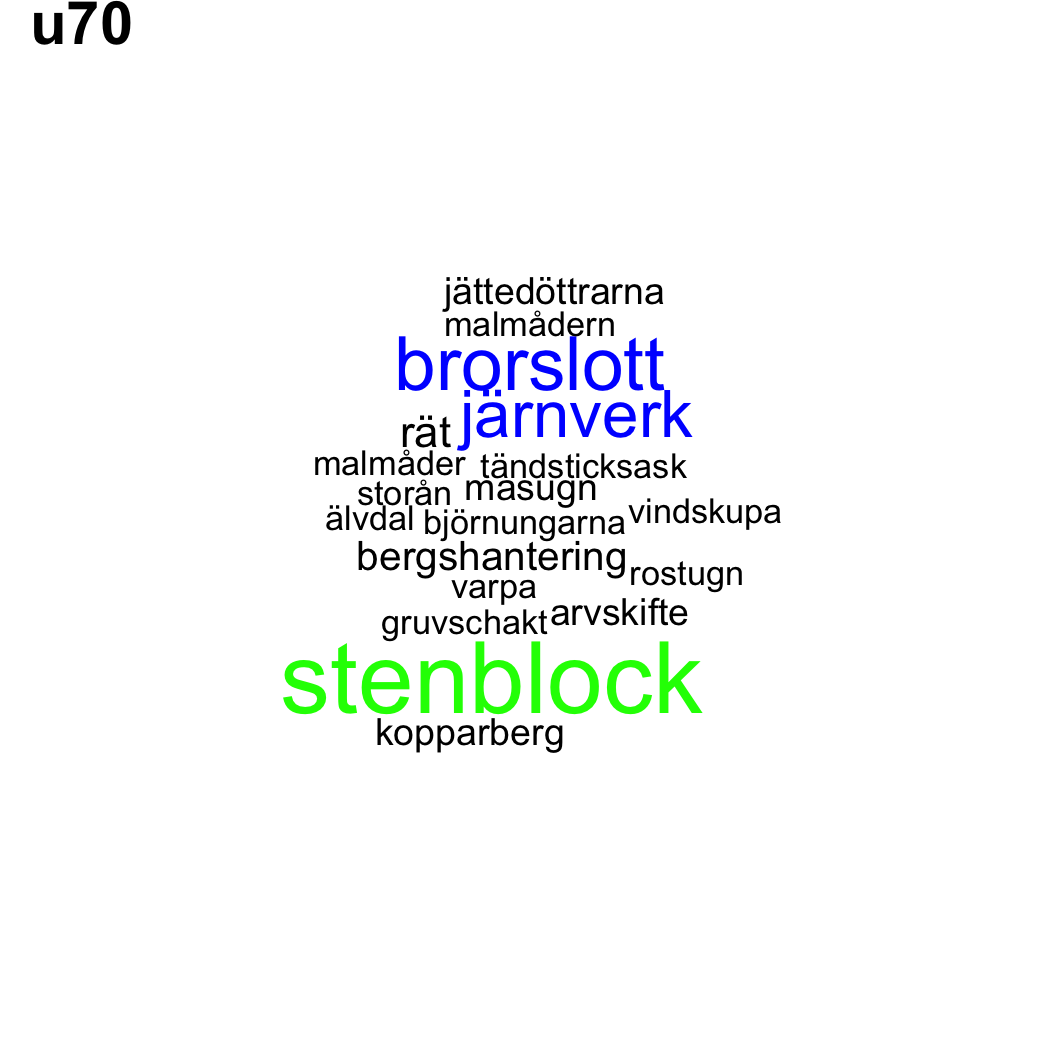 u70
jättedöttrarna
malmådern
brorslott
järnverk
rät
malmåder tändsticksask
storån masugn
älvdal björnungarna vindskupa
bergshantering rostugn
varpa
gruvschakt arvskifte
stenblock
kopparberg